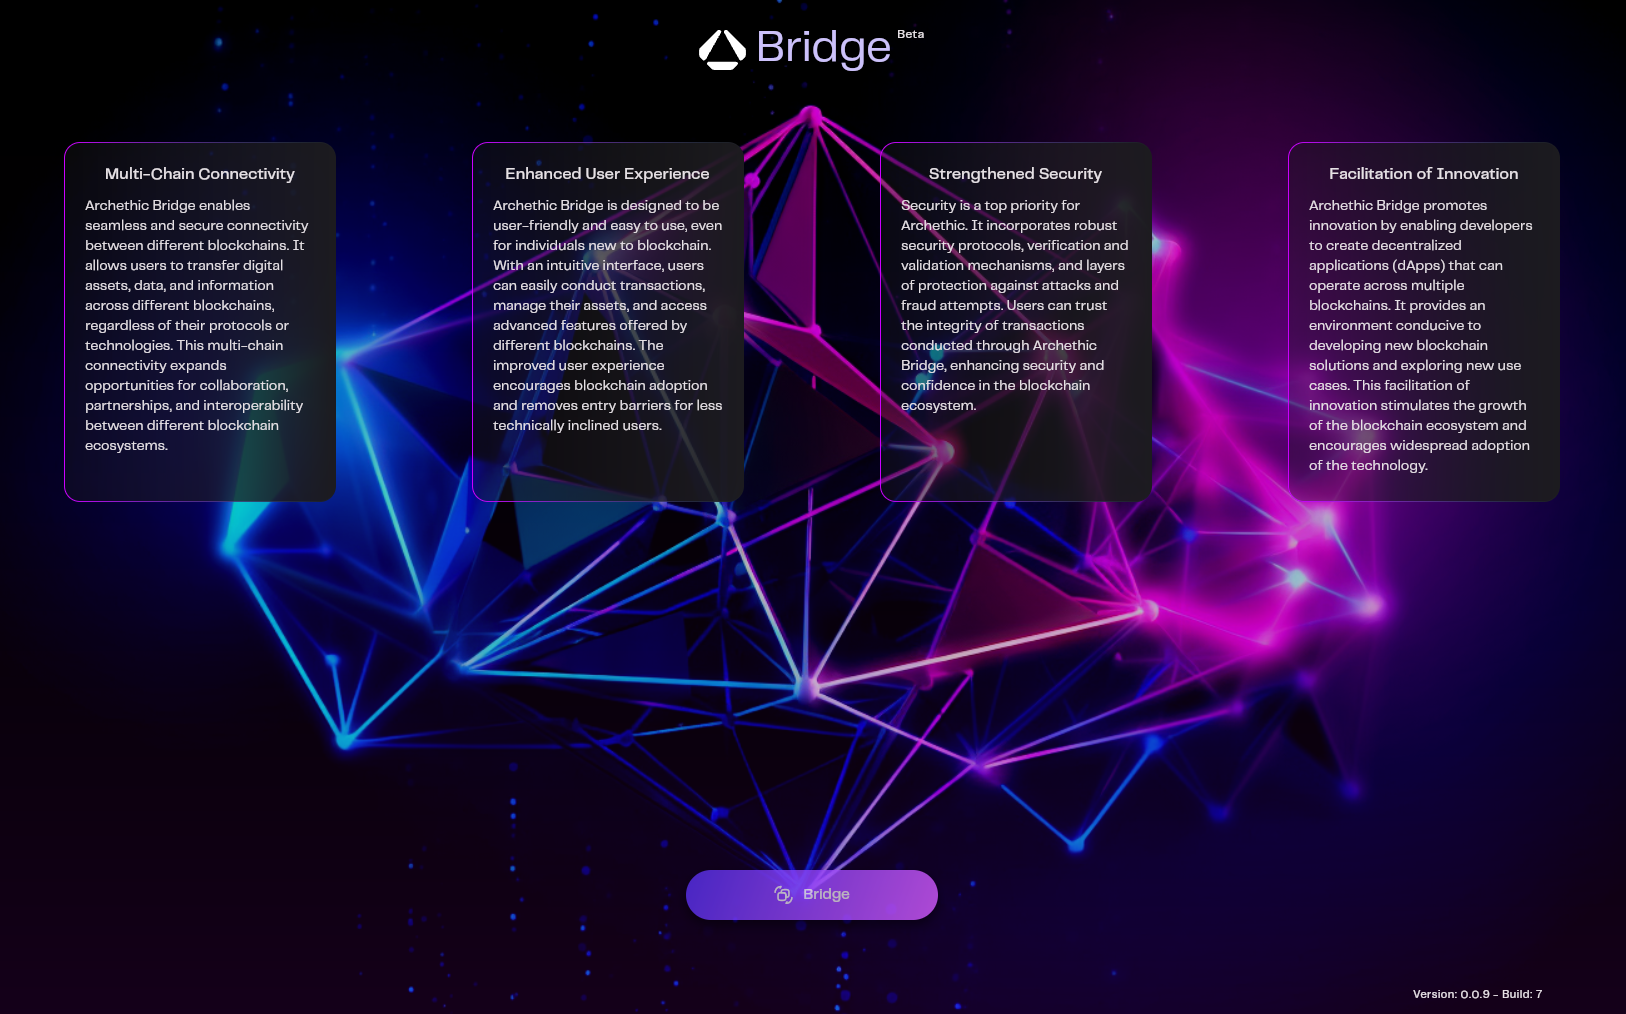 Bridge Beta
Multi-Chain Connectivity
Archethic Bridge enables
seamless and secure connectivity
between different blockchains. It
allows users to transfer digital
assets, data, and information
across different blockchains,
regardless of their protocols or
technologies. This multi-chain
connectivity expands
opportunities for collaboration,
partnerships, and interoperability
between different blockchain
ecosystems.
Enhanced User Experience
Archethic Bridge is designed to be
user-friendly and easy to use, even
for individuals new to blockchain.
With an intuitive interface, users
can easily conduct transactions,
manage their assets, and access
advanced features offered by
different blockchains. The
improved user experience
encourages blockchain adoption
and removes entry barriers for less
technically inclined users.
Strengthened Security
Security is a top priority for
Archethic. It incorporates robust
security protocols, verification and
validation mechanisms, and layers
of protection against attacks and
fraud attempts. Users can trust
the integrity of transactions
conducted through Archethic
Bridge, enhancing security and
confidence in the blockchain
ecosystem.
Facilitation of Innovation
Archethic Bridge promotes
innovation by enabling developers
to create decentralized
applications (dApps) that can
operate across multiple
blockchains. It provides an
environment conducive to
developing new blockchain
solutions and exploring new use
cases. This facilitation of
innovation stimulates the growth
of the blockchain ecosystem and
encourages widespread adoption
of the technology.
Bridge
Version: 0.0.9 - Build: 7